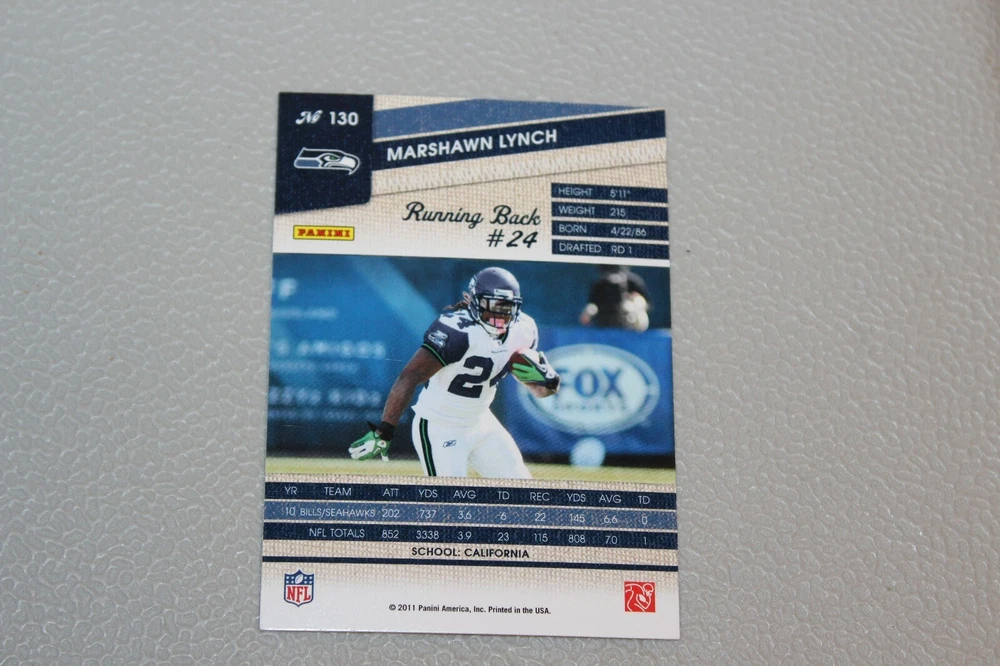 M 130
MARSHAWN LYNCH
Running Back
#24
PANINI
HEIGHT 5'11"
WEIGHT 215
BORN 4/22/86
DRAFTED RD 1
24
24
FOX
SPORTS
YR TEAM ATT YDS AVG TD REC YDS AVG TD
10 BILLS/SEAHAWKS 202 737 3.6 6 22 145 6.6 0
NFL TOTALS 852 3338 3.9 23 115 808 7.0 1
SCHOOL: CALIFORNIA
NFL
© 2011 Panini America, Inc. Printed in the USA.